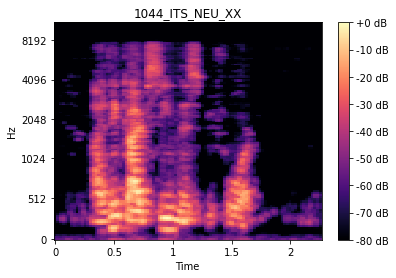 1044_ITS_NEU_XX
+0 dB
8192
-10 dB
4096
-20 dB
-30 dB
2048
-40 dB
Hz
1024
-50 dB
512
-60 dB
-70 dB
0
-80 dB
0 0.5 1 1.5 2
Time